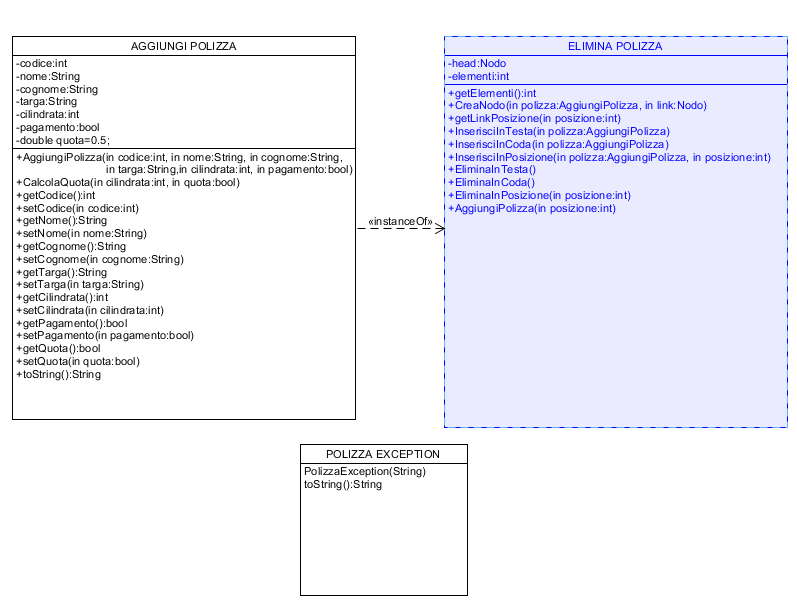 AGGIUNGI POLIZZA
-codice:int
-nome:String
-cognome:String
-targa:String
-cilindrata:int
-pagamento:bool
-double quota=0.5;
+AggiungiPolizza(in codice:int, in nome:String, in cognome:String,
in targa:String,in cilindrata:int, in pagamento:bool)
+CalcolaQuota(in cilindrata:int, in quota:bool)
+getCodice():int
+setCodice(in codice:int)
+getNome():String
+setNome(in nome:String)
+getCognome():String
+setCognome(in cognome:String)
+getTarga():String
+setTarga(in targa:String)
+getCilindrata():int
+setCilindrata(in cilindrata:int)
+getPagamento():bool
+setPagamento(in pagamento:bool)
+getQuota():bool
+setQuota(in quota:bool)
+toString():String
«instanceOf»
ELIMINA POLIZZA
-head:Nodo
-elementi:int
+getElementi():int
+CreaNodo(in polizza:AggiungiPolizza, in link:Nodo)
+getLinkPosizione(in posizione:int)
+InserisciInTesta(in polizza:AggiungiPolizza)
+InserisciInCoda(in polizza:AggiungiPolizza)
+InserisciInPosizione(in polizza:AggiungiPolizza, in posizione:int)
+EliminaInTesta()
+EliminaInCoda()
+EliminaInPosizione(in posizione:int)
+AggiungiPolizza(in posizione:int)
POLIZZA EXCEPTION
PolizzaException(String)
toString():String